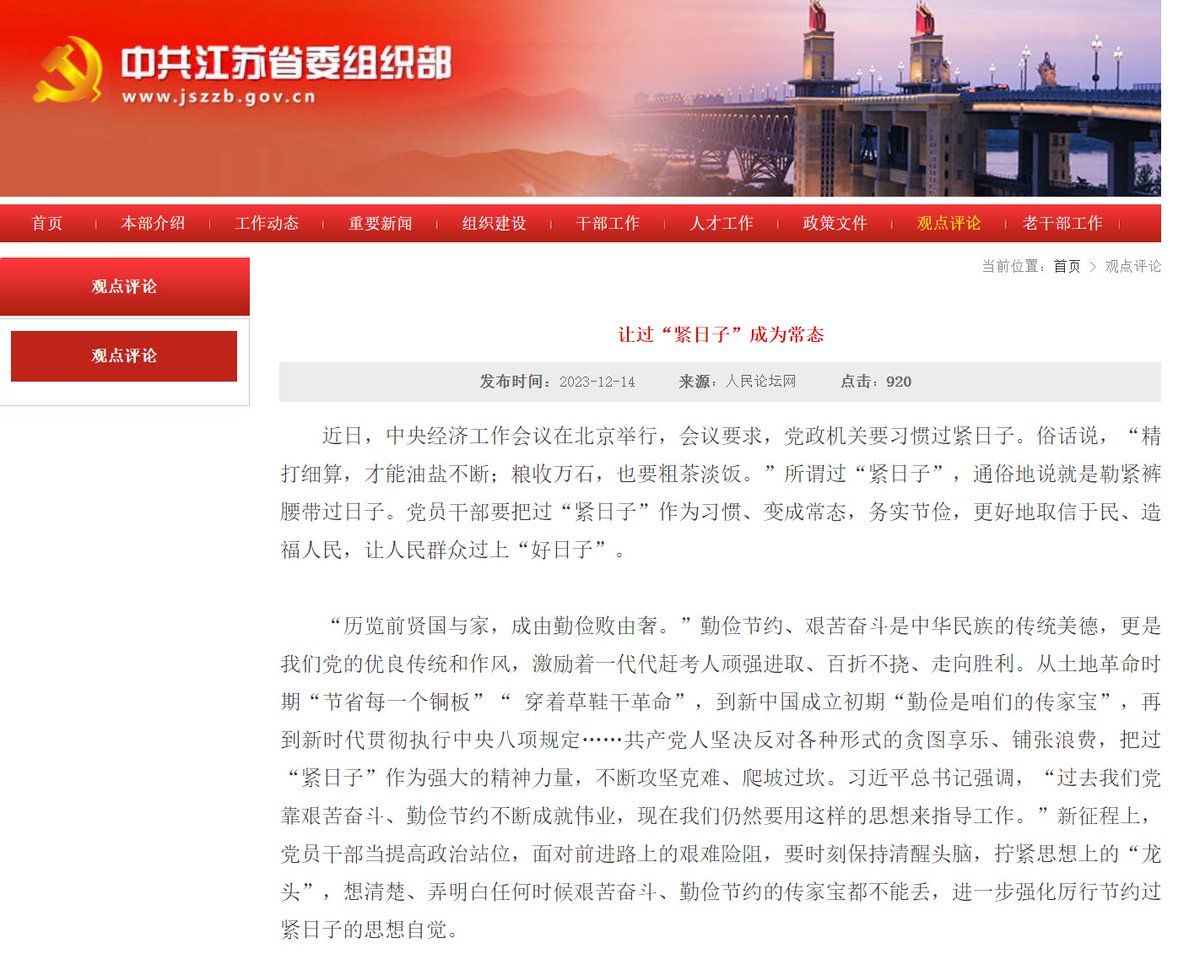 中共江苏省委组织部
www.jszzb.gov.cn
首页 本部介绍 工作动态 重要新闻 组织建设 干部工作 人才工作 政策文件 观点评论 老干部工作
观点评论
观点评论
当前位置：首页 > 观点评论
让过“紧日子”成为常态
发布时间：2023-12-14 来源：人民论坛网 点击：920
近日，中央经济工作会议在北京举行，会议要求，党政机关要习惯过紧日子。俗话说，“精
打细算，才能油盐不断；粮收万石，也要粗茶淡饭。”所谓过“紧日子”，通俗地说就是勒紧裤
腰带过日子。党员干部要把过“紧日子”作为习惯、变成常态，务实节俭，更好地取信于民、造
福人民，让人民群众过上“好日子”。
“历览前贤国与家，成由勤俭败由奢。”勤俭节约、艰苦奋斗是中华民族的传统美德，更是
我们党的优良传统和作风，激励着一代代赶考人顽强进取、百折不挠、走向胜利。从土地革命时
期“节省每一个铜板”“ 穿着草鞋干革命”，到新中国成立初期“勤俭是咱们的传家宝”，再
到新时代贯彻执行中央八项规定……共产党人坚决反对各种形式的贪图享乐、铺张浪费，把过
“紧日子”作为强大的精神力量，不断攻坚克难、爬坡过坎。习近平总书记强调，“过去我们党
靠艰苦奋斗、勤俭节约不断成就伟业，现在我们仍然要用这样的思想来指导工作。”新征程上，
党员干部当提高政治站位，面对前进路上的艰难险阻，要时刻保持清醒头脑，拧紧思想上的“龙
头”，想清楚、弄明白任何时候艰苦奋斗、勤俭节约的传家宝都不能丢，进一步强化厉行节约过
紧日子的思想自觉。